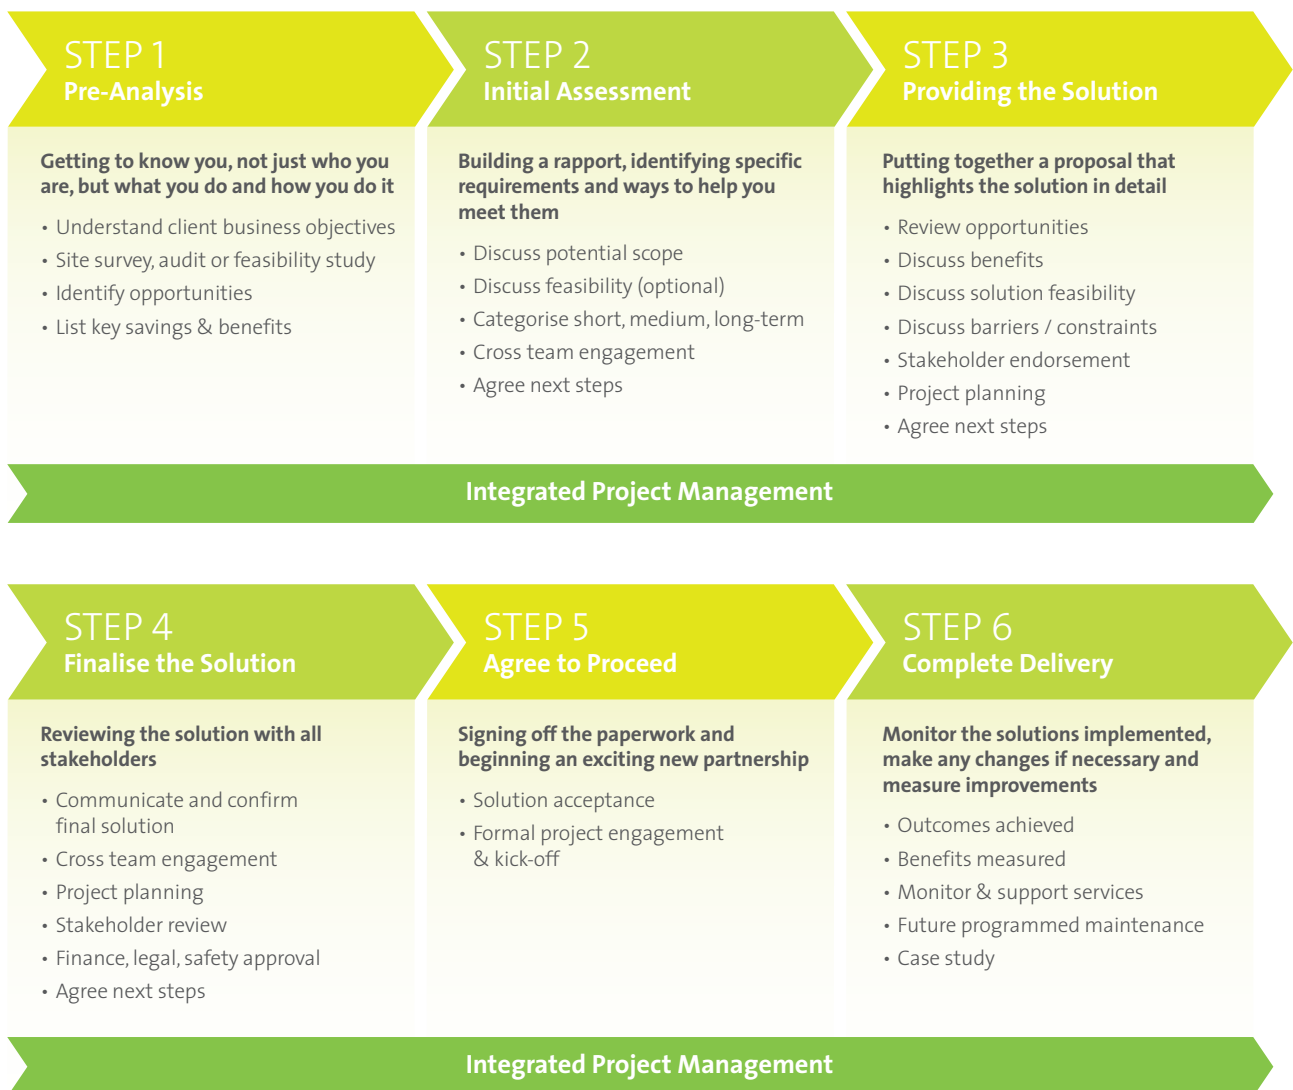 STEP 1
Pre-Analysis
Getting to know you, not just who you
are, but what you do and how you do it
• Understand client business objectives
• Site survey, audit or feasibility study
• Identify opportunities
• List key savings & benefits
STEP 2
Initial Assessment
Building a rapport, identifying specific
requirements and ways to help you
meet them
• Discuss potential scope
• Discuss feasibility (optional)
• Categorise short, medium, long-term
• Cross team engagement
• Agree next steps
STEP 3
Providing the Solution
Putting together a proposal that
highlights the solution in detail
• Review opportunities
• Discuss benefits
• Discuss solution feasibility
• Discuss barriers / constraints
• Stakeholder endorsement
• Project planning
• Agree next steps
Integrated Project Management
STEP 4
Finalise the Solution
Reviewing the solution with all
stakeholders
• Communicate and confirm
final solution
• Cross team engagement
• Project planning
• Stakeholder review
• Finance, legal, safety approval
• Agree next steps
STEP 5
Agree to Proceed
Signing off the paperwork and
beginning an exciting new partnership
• Solution acceptance
• Formal project engagement
& kick-off
STEP 6
Complete Delivery
Monitor the solutions implemented,
make any changes if necessary and
measure improvements
• Outcomes achieved
• Benefits measured
• Monitor & support services
• Future programmed maintenance
• Case study
Integrated Project Management